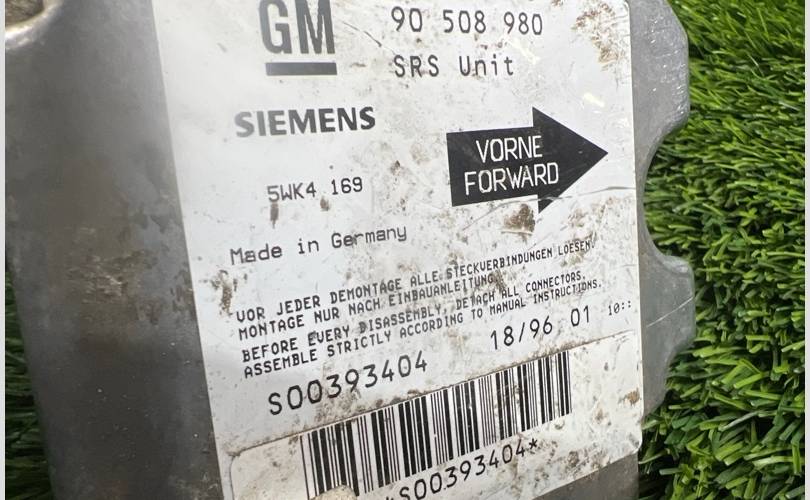 GM
90 508 980
SRS Unit
SIEMENS
VORNE
FORWARD
5WK4 169
Made in Germany
VOR JEDER DEMONTAGE ALLE STECKVERBINDUNGEN LOESEN.
MONTAGE NUR NACH EINBAUANLEITUNG.
BEFORE EVERY DISASSEMBLY, DETACH ALL CONNECTORS.
ASSEMBLE STRICTLY ACCORDING TO MANUAL INSTRUCTIONS.
18/96 01 10::
S00393404
*S00393404*